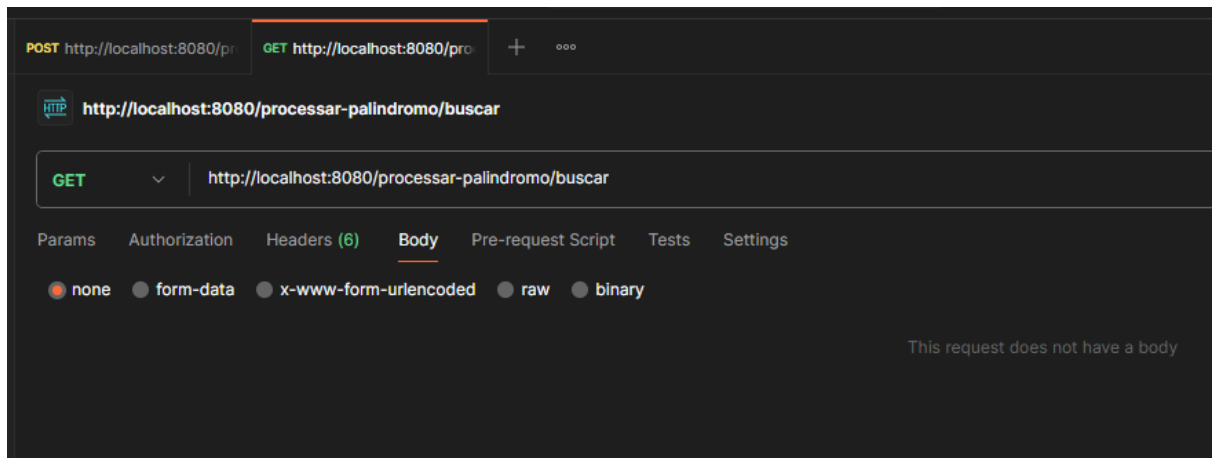 POST http://localhost:8080/pr GET http://localhost:8080/pro
HTTP http://localhost:8080/processar-palindromo/buscar
GET http://localhost:8080/processar-palindromo/buscar
Params Authorization Headers (6) Body Pre-request Script Tests Settings
none form-data x-www-form-urlencoded raw binary
This request does not have a body